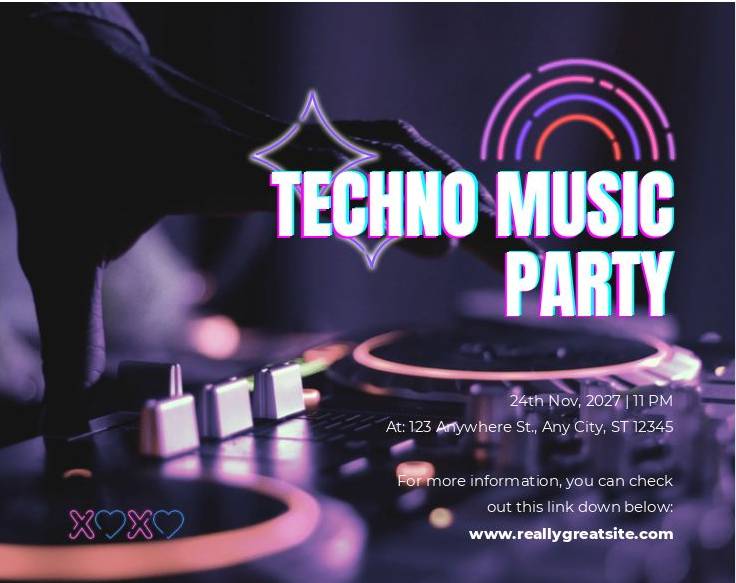 TECHNO MUSIC
PARTY
24th Nov, 2027 | 11 PM
At: 123 Anywhere St., Any City, ST 12345
For more information, you can check
out this link down below:
www.reallygreatsite.com
X♡X♡